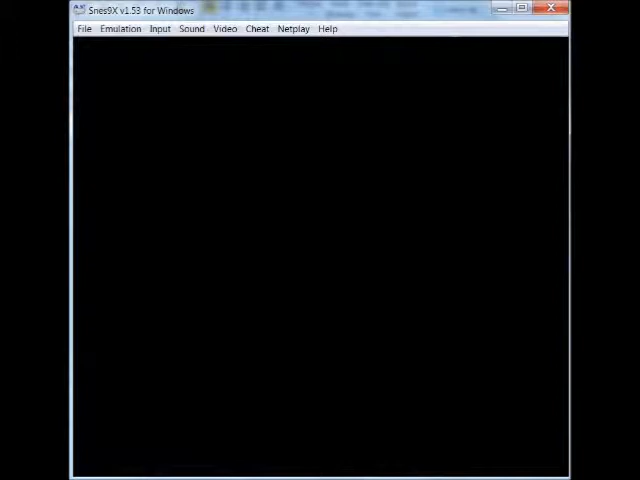 Snes9X v1.53 for Windows
File Emulation Input Sound Video Cheat Netplay Help